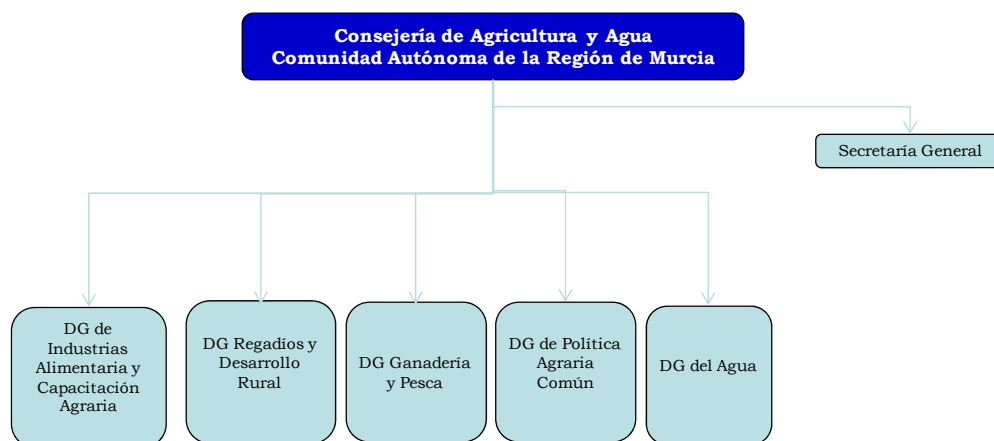 Consejería de Agricultura y Agua
Comunidad Autónoma de la Región de Murcia
Secretaría General
DG de
Industrias
Alimentaria y
Capacitación
Agraria
DG Regadíos y
Desarrollo
Rural
DG Ganadería
y Pesca
DG de Política
Agraria
Común
DG del Agua